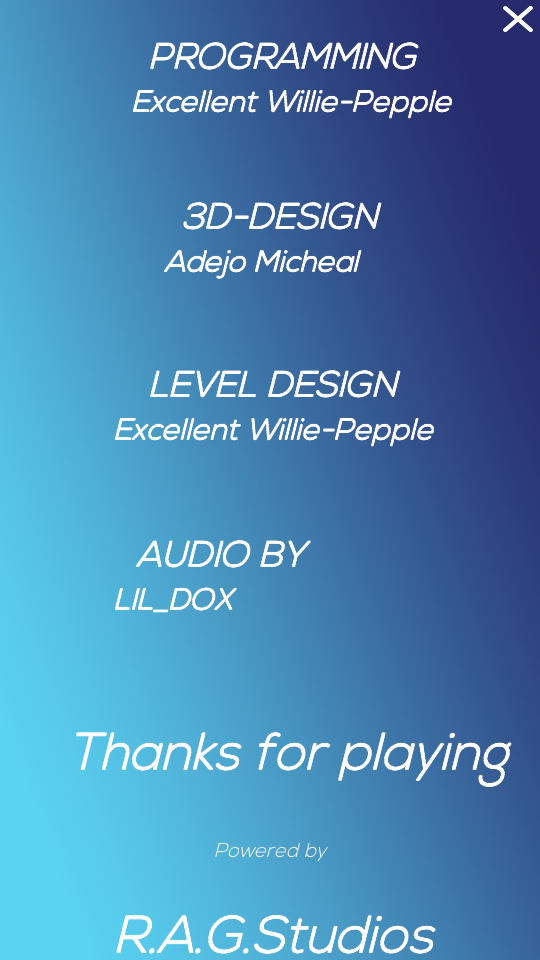 PROGRAMMING
Excellent Willie-Pepple
3D-DESIGN
Adejo Micheal
LEVEL DESIGN
Excellent Willie-Pepple
AUDIO BY
LIL_DOX
Thanks for playing
Powered by
R.A.G.Studios